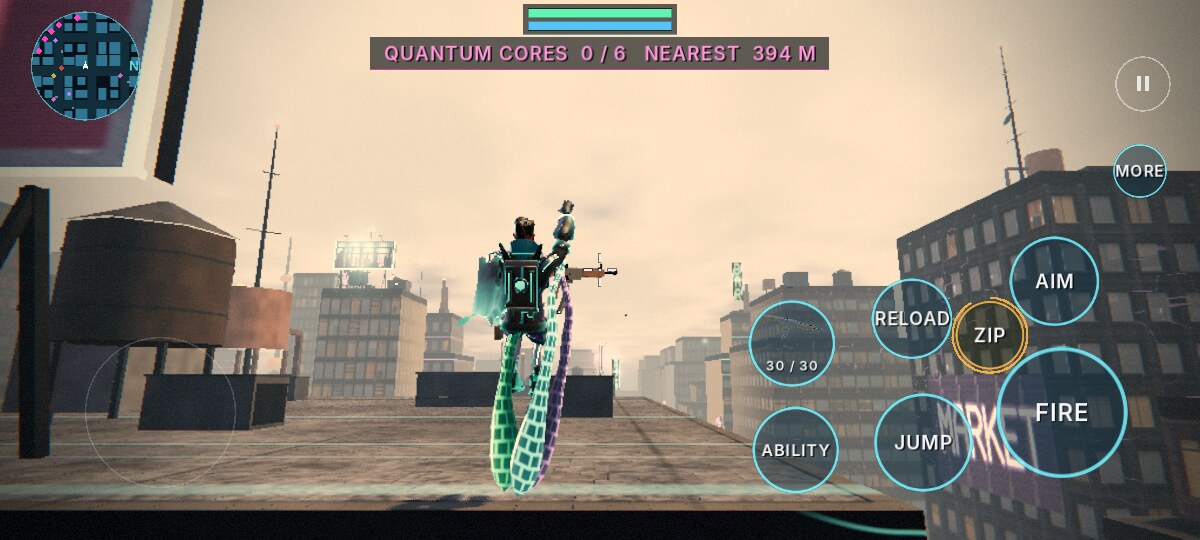 QUANTUM CORES 0 / 6 NEAREST 394 M
N
MORE
AIM
RELOAD
ZIP
30 / 30
FIRE
MARKET
JUMP
ABILITY